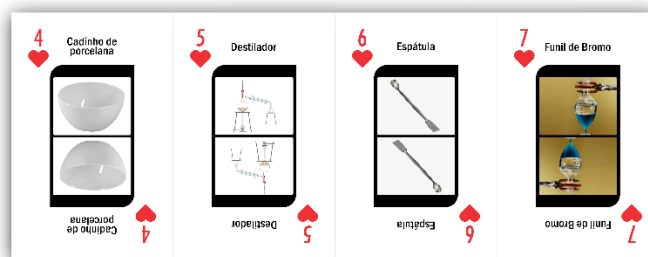 4
Cadinho de
porcelana
4
Cadinho de
porcelana
5
Destilador
5
Destilador
6
Espátula
6
Espátula
7
Funil de Bromo
7
Funil de Bromo